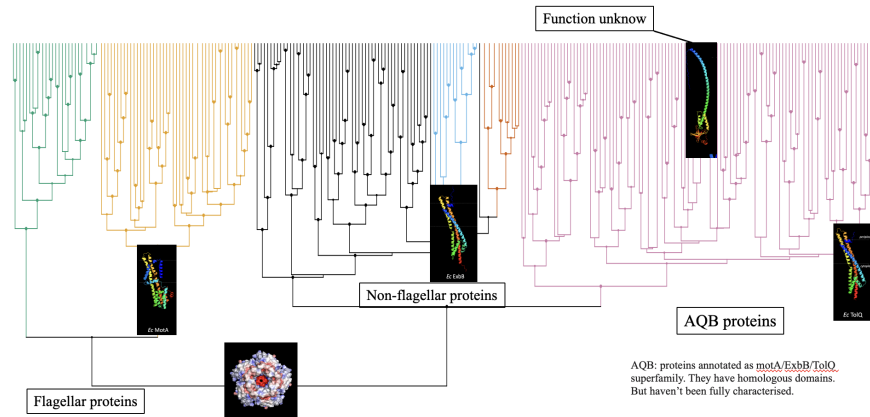 Function unknow
Ec ExbB
Ec MotA
Ec TolQ
Non-flagellar proteins
AQB proteins
Flagellar proteins
AQB: proteins annotated as motA/ExbB/TolQ
superfamily. They have homologous domains.
But haven't been fully characterised.